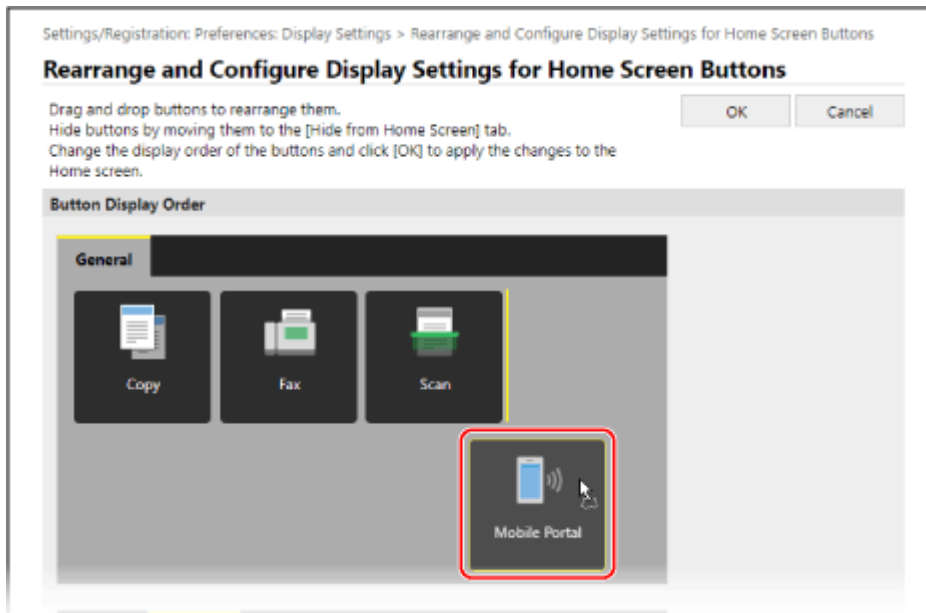 Settings/Registration: Preferences: Display Settings > Rearrange and Configure Display Settings for Home Screen Buttons
Rearrange and Configure Display Settings for Home Screen Buttons
Drag and drop buttons to rearrange them.
OK
Cancel
Hide buttons by moving them to the [Hide from Home Screen] tab.
Change the display order of the buttons and click [OK] to apply the changes to the
Home screen.
Button Display Order
General
Copy
Fax
Scan
Mobile Portal